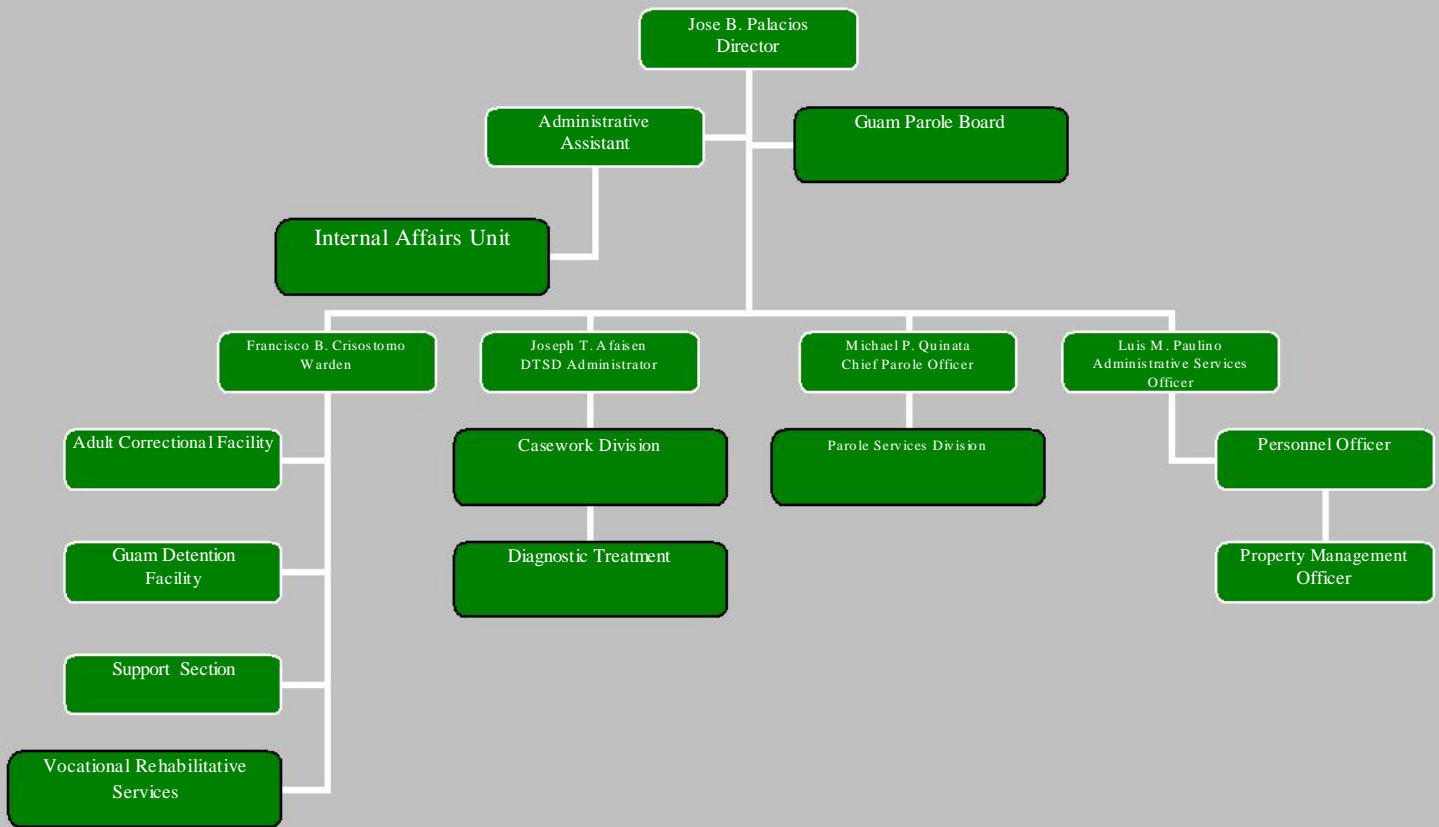 Jose B. Palacios
Director
Administrative
Assistant
Guam Parole Board
Internal Affairs Unit
Francisco B. Crisostomo
Warden
Joseph T. Afaisen
DTSD Administrator
Michael P. Quinata
Chief Parole Officer
Luis M. Paulino
Administrative Services
Officer
Adult Correctional Facility
Casework Division
Parole Services Division
Personnel Officer
Guam Detention
Facility
Diagnostic Treatment
Property Management
Officer
Support Section
Vocational Rehabilitative
Services